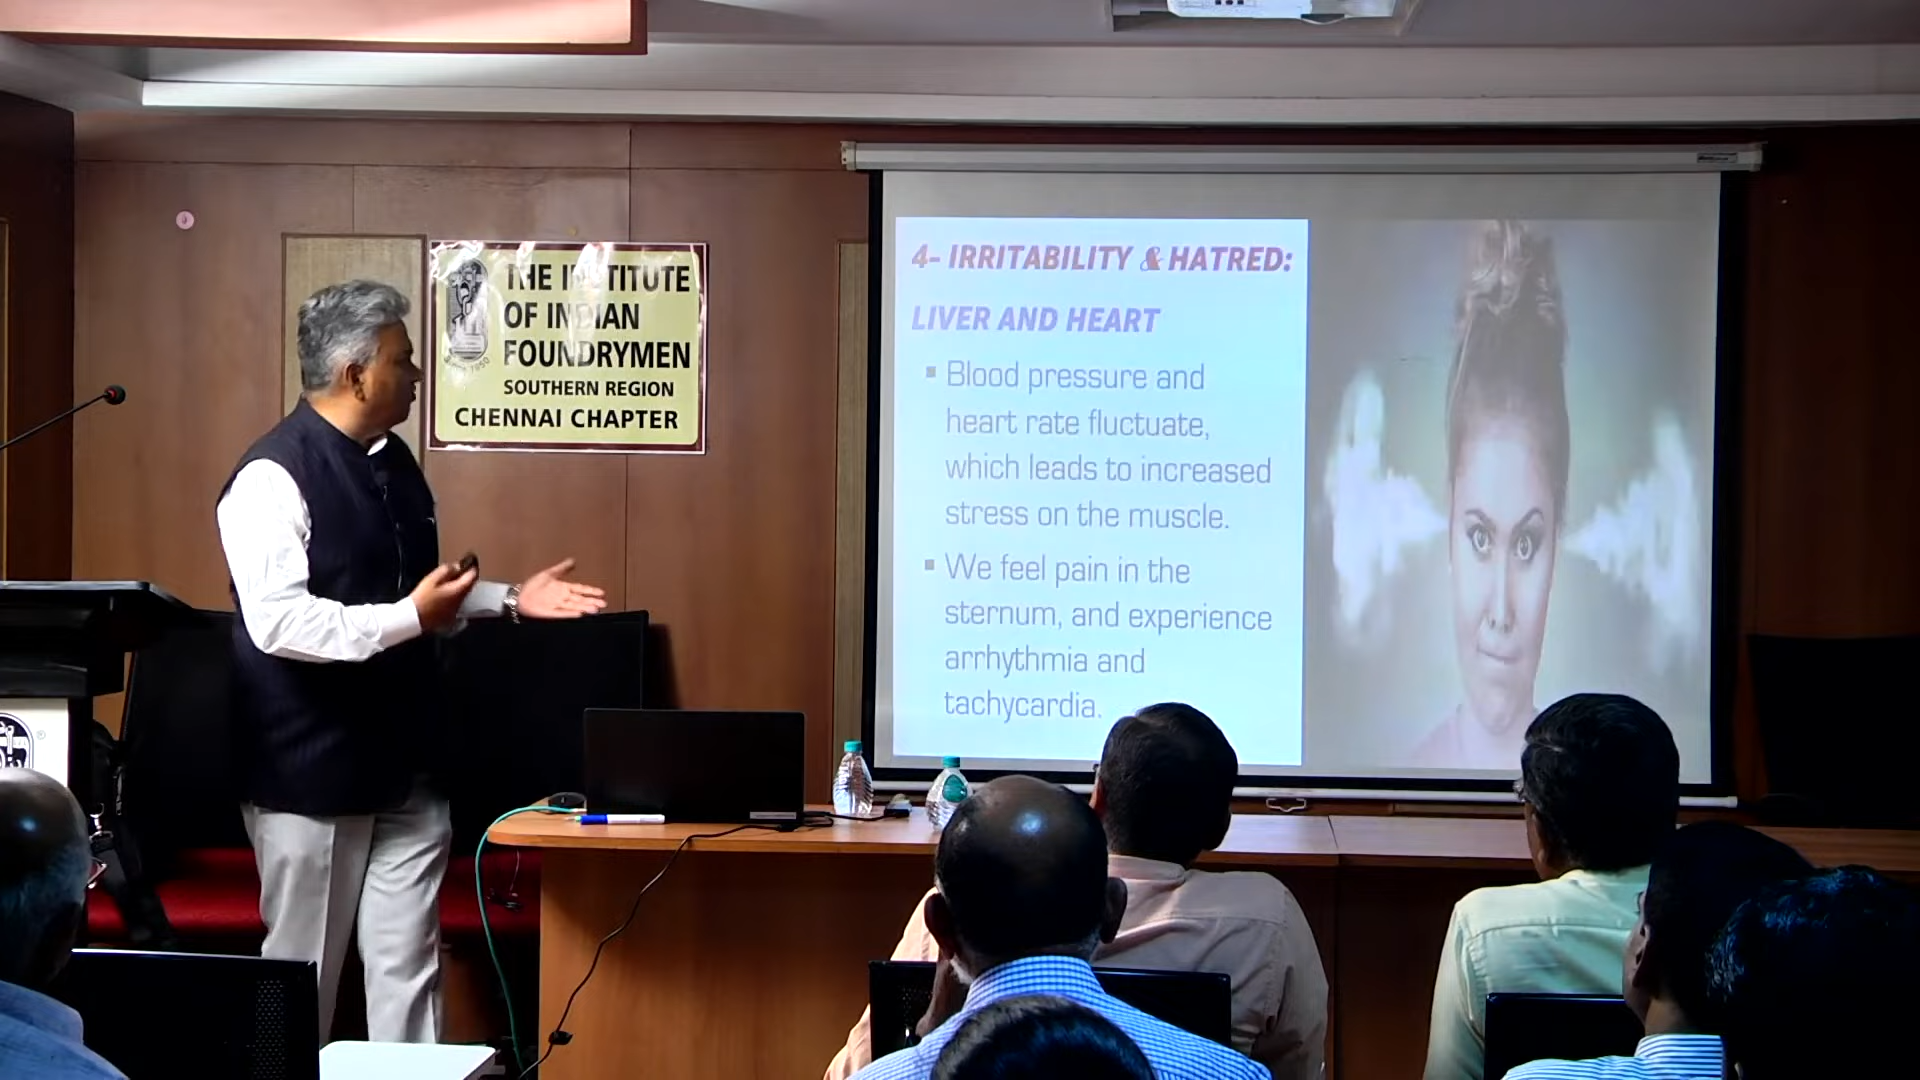 THE INSTITUTE
OF INDIAN
FOUNDRYMEN
SOUTHERN REGION
CHENNAI CHAPTER
4- IRRITABILITY & HATRED:
LIVER AND HEART
▪ Blood pressure and
heart rate fluctuate,
which leads to increased
stress on the muscle.
▪ We feel pain in the
sternum, and experience
arrhythmia and
tachycardia.